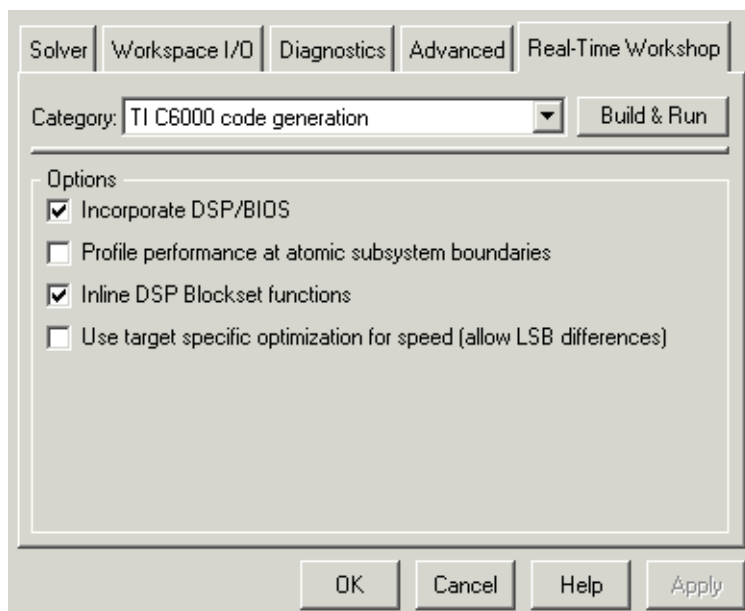 Solver Workspace I/O Diagnostics Advanced Real-Time Workshop
Category: TI C6000 code generation Build & Run
Options
Incorporate DSP/BIOS
Profile performance at atomic subsystem boundaries
Inline DSP Blockset functions
Use target specific optimization for speed (allow LSB differences)
OK Cancel Help Apply